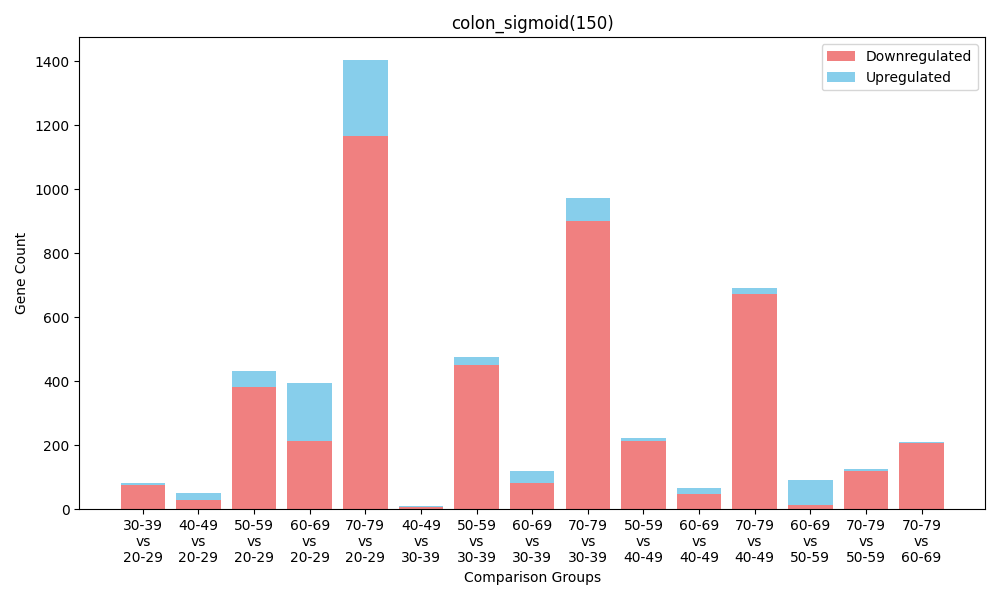 colon_sigmoid(150)
Downregulated
Upregulated
Gene Count
1400
1200
1000
800
600
400
200
0
30-39 40-49 50-59 60-69 70-79 40-49 50-59 60-69 70-79 50-59 60-69 70-79 60-69 70-79 70-79
vs vs vs vs vs vs vs vs vs vs vs vs vs vs vs
20-29 20-29 20-29 20-29 20-29 30-39 30-39 30-39 30-39 40-49 40-49 40-49 50-59 50-59 60-69
Comparison Groups